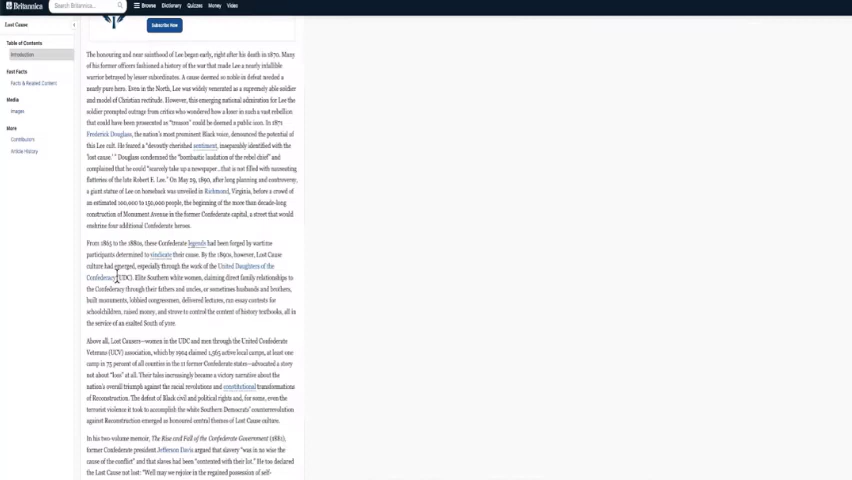 Britannica
Search Britannica
Browse Dictionary Quizzes Money Video
Subscribe Now
Lost Cause
Table of Contents
Introduction
Fast Facts
Facts & Related Content
Media
Images
More
Contributors
Article History
The honouring and near sainthood of Lee began early, right after his death in 1870. Many
of his former officers fashioned a history of the war that made Lee a nearly infallible
warrior betrayed by lesser subordinates. A cause deemed so noble in defeat needed a
nearly pure hero. Even in the North, Lee was widely venerated as a supremely able soldier
and model of Christian rectitude. However, this emerging national admiration for Lee the
soldier prompted outrage from critics who wondered how a hero in such a vast rebellion
that could have been prosecuted as "treason" could be deemed a public icon. In 1871
Frederick Douglass, the nation's most prominent Black voice, denounced the potential of
this Lee cult. He feared a "devoutly cherished sentiment, inseparably identified with the
'lost cause.' " Douglass condemned the "bombastic laudation of the rebel chief" and
complained that he could "scarcely take up a newspaper...that is not filled with nauseating
flatteries of the late Robert E. Lee." On May 29, 1890, after long planning and controversy,
a giant statue of Lee on horseback was unveiled in Richmond, Virginia, before a crowd of
an estimated 100,000 to 150,000 people, the beginning of the more than decade-long
construction of Monument Avenue in the former Confederate capital, a street that would
enshrine four additional Confederate heroes.
From 1865 to the 1880s, these Confederate legends had been forged by wartime
participants determined to vindicate their cause. By the 1890s, however, Lost Cause
culture had emerged, especially through the work of the United Daughters of the
Confederacy (UDC). Elite Southern white women, claiming direct family relationships to
the Confederacy through their fathers and uncles, or sometimes husbands and brothers,
built monuments, lobbied congressmen, delivered lectures, ran essay contests for
schoolchildren, raised money, and strove to control the content of history textbooks, all in
the service of an exalted South of yore
Above all, Lost Causers—women in the UDC and men through the United Confederate
Veterans (UCV) association, which by 1904 claimed 1,565 active local camps, at least one
camp in 75 percent of all counties in the 11 former Confederate states—advocated a story
not about "loss" at all. Their tales increasingly became a victory narrative about the
nation's overall triumph against the racial revolutions and constitutional transformations
of Reconstruction. The defeat of Black civil and political rights and, for some, even the
terrorist violence it took to accomplish the white Southern Democrats' counterrevolution
against Reconstruction emerged as honoured central themes of Lost Cause culture.
In his two-volume memoir, The Rise and Fall of the Confederate Government (1881),
former Confederate president Jefferson Davis argued that slavery "was in no wise the
cause of the conflict" and that slaves had been "contented with their lot." He too declared
the Lost Cause not lost: "Well may we rejoice in the regained possession of self-